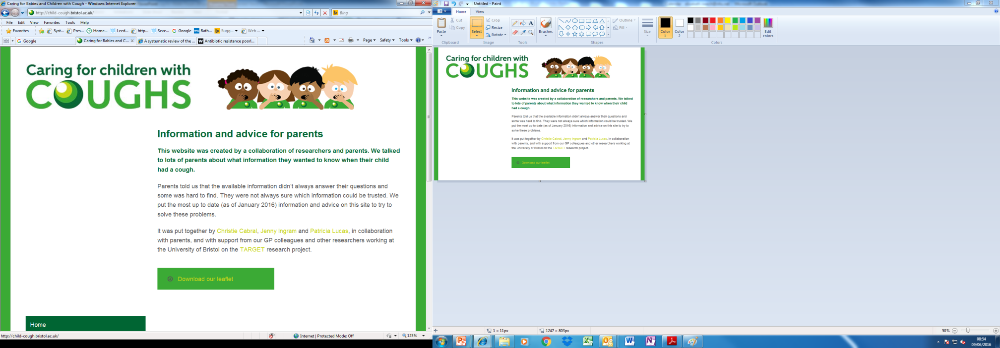 Caring for Babies and Children with Cough - Windows Internet Explorer
http://child-cough.bristol.ac.uk/
Bing
File Edit View Favorites Tools Help
Favorites Syst... Pres... Home... Leed... http... Seve... Google Bath... Sugg... Web ...
Google
Caring for Babies and C...
A systematic review of the ...
Antibiotic resistance poorl...
Page Safety Tools
Caring for children with
COUGHS
Information and advice for parents
This website was created by a collaboration of researchers and parents. We talked
to lots of parents about what information they wanted to know when their child
had a cough.
Parents told us that the available information didn't always answer their questions and
some was hard to find. They were not always sure which information could be trusted. We
put the most up to date (as of January 2016) information and advice on this site to try to
solve these problems.
It was put together by Christie Cabral, Jenny Ingram and Patricia Lucas, in collaboration
with parents, and with support from our GP colleagues and other researchers working at
the University of Bristol on the TARGET research project.
Download our leaflet
Home
http://child-cough.bristol.ac.uk/
Internet | Protected Mode: Off
125%
Untitled - Paint
Home View
Paste
Cut
Copy
Clipboard
Select
Crop
Resize
Rotate
Image
A
Tools
Brushes
Outline
Fill
Shapes
Size
Color 1
Color 2
Edit colors
Colors
Caring for children with
COUGHS
Information and advice for parents
This website was created by a collaboration of researchers and parents. We talked
to lots of parents about what information they wanted to know when their child
had a cough.
Parents told us that the available information didn't always answer their questions and
some was hard to find. They were not always sure which information could be trusted. We
put the most up to date (as of January 2016) information and advice on this site to try to
solve these problems.
It was put together by Christie Cabral, Jenny Ingram and Patricia Lucas, in collaboration
with parents, and with support from our GP colleagues and other researchers working at
the University of Bristol on the TARGET research project.
Download our leaflet
1 × 11px
1247 × 803px
50%
08:54
09/06/2016